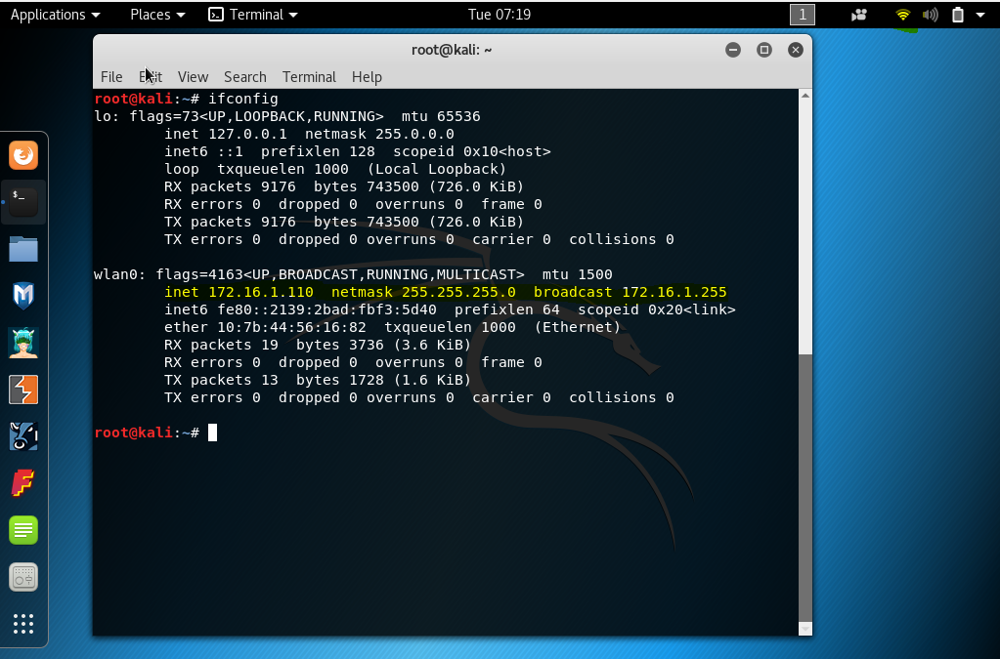 Applications Places Terminal Tue 07:19 1
root@kali: ~
File Edit View Search Terminal Help
root@kali:~# ifconfig
lo: flags=73<UP,LOOPBACK,RUNNING>  mtu 65536
        inet 127.0.0.1  netmask 255.0.0.0
        inet6 ::1  prefixlen 128  scopeid 0x10<host>
        loop  txqueuelen 1000  (Local Loopback)
        RX packets 9176  bytes 743500 (726.0 KiB)
        RX errors 0  dropped 0  overruns 0  frame 0
        TX packets 9176  bytes 743500 (726.0 KiB)
        TX errors 0  dropped 0 overruns 0  carrier 0  collisions 0
wlan0: flags=4163<UP,BROADCAST,RUNNING,MULTICAST>  mtu 1500
        inet 172.16.1.110  netmask 255.255.255.0  broadcast 172.16.1.255
        inet6 fe80::2139:2bad:fbf3:5d40  prefixlen 64  scopeid 0x20<link>
        ether 10:7b:44:56:16:82  txqueuelen 1000  (Ethernet)
        RX packets 19  bytes 3736 (3.6 KiB)
        RX errors 0  dropped 0  overruns 0  frame 0
        TX packets 13  bytes 1728 (1.6 KiB)
        TX errors 0  dropped 0 overruns 0  carrier 0  collisions 0
root@kali:~#